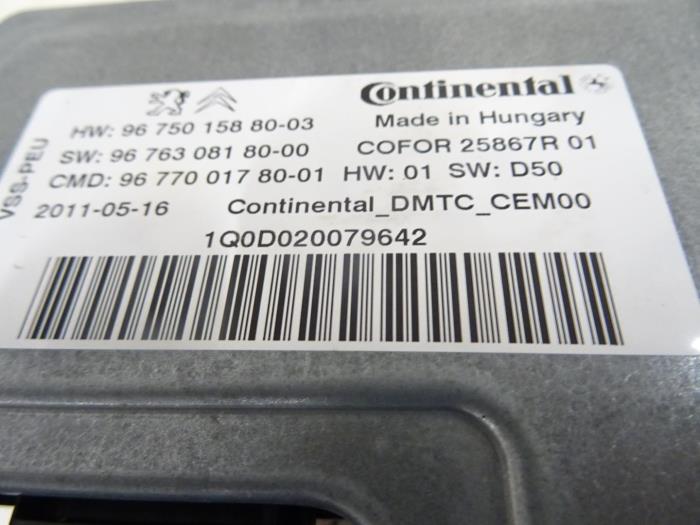 Continental
HW: 96 750 158 80-03 Made in Hungary
SW: 96 763 081 80-00 COFOR 25867R 01
CMD: 96 770 017 80-01 HW: 01 SW: D50
2011-05-16 Continental_DMTC_CEM00
VSS-PEU
1Q0D020079642